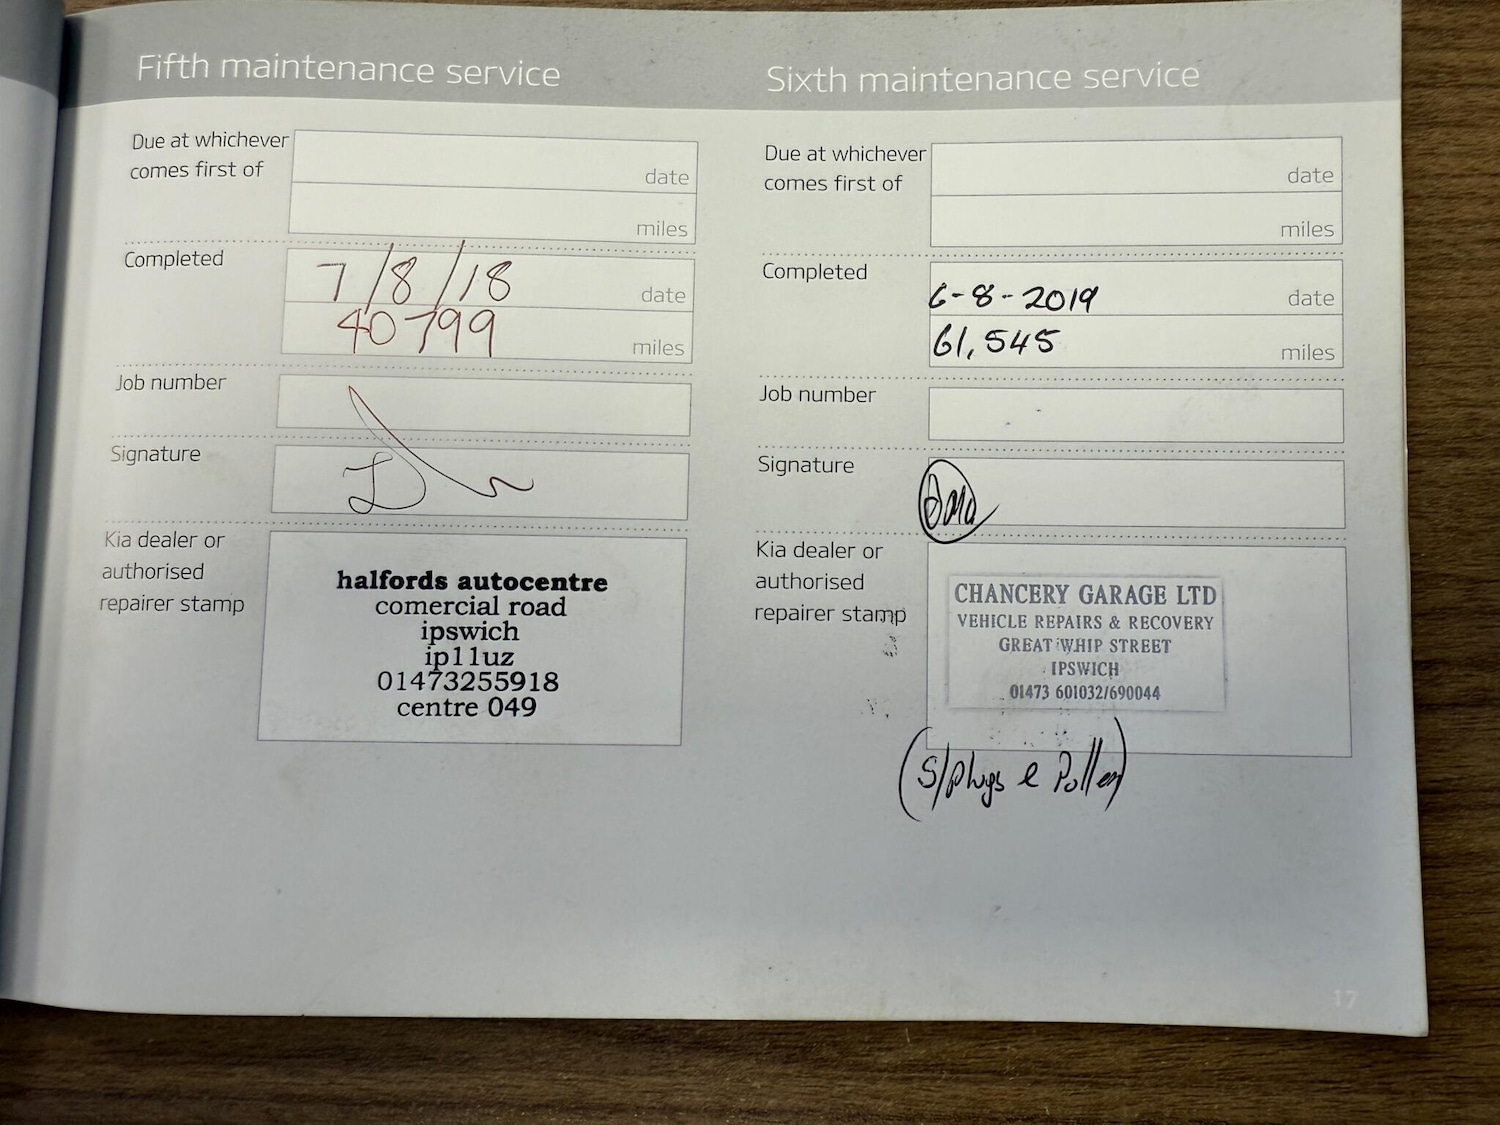 Fifth maintenance service
Due at whichever
comes first of
date
miles
Completed
7/8/18
date
40799
miles
Job number
Signature
Kia dealer or
authorised
repairer stamp
halfords autocentre
comercial road
ipswich
ip11uz
01473255918
centre 049
Sixth maintenance service
Due at whichever
comes first of
date
miles
Completed
6-8-2019
date
61,545
miles
Job number
Signature
Kia dealer or
authorised
repairer stamp
CHANCERY GARAGE LTD
VEHICLE REPAIRS & RECOVERY
GREAT WHIP STREET
IPSWICH
01473 601032/690044
(S/plugs & Pollen)
17